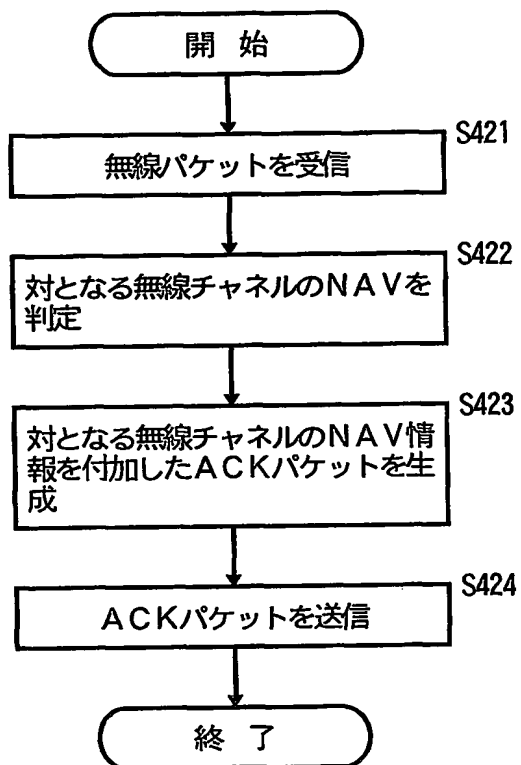 開 始
S421
無線パケットを受信
S422
対となる無線チャネルのNAVを
判定
S423
対となる無線チャネルのNAV情
報を付加したACKパケットを生
成
S424
ACKパケットを送信
終 了